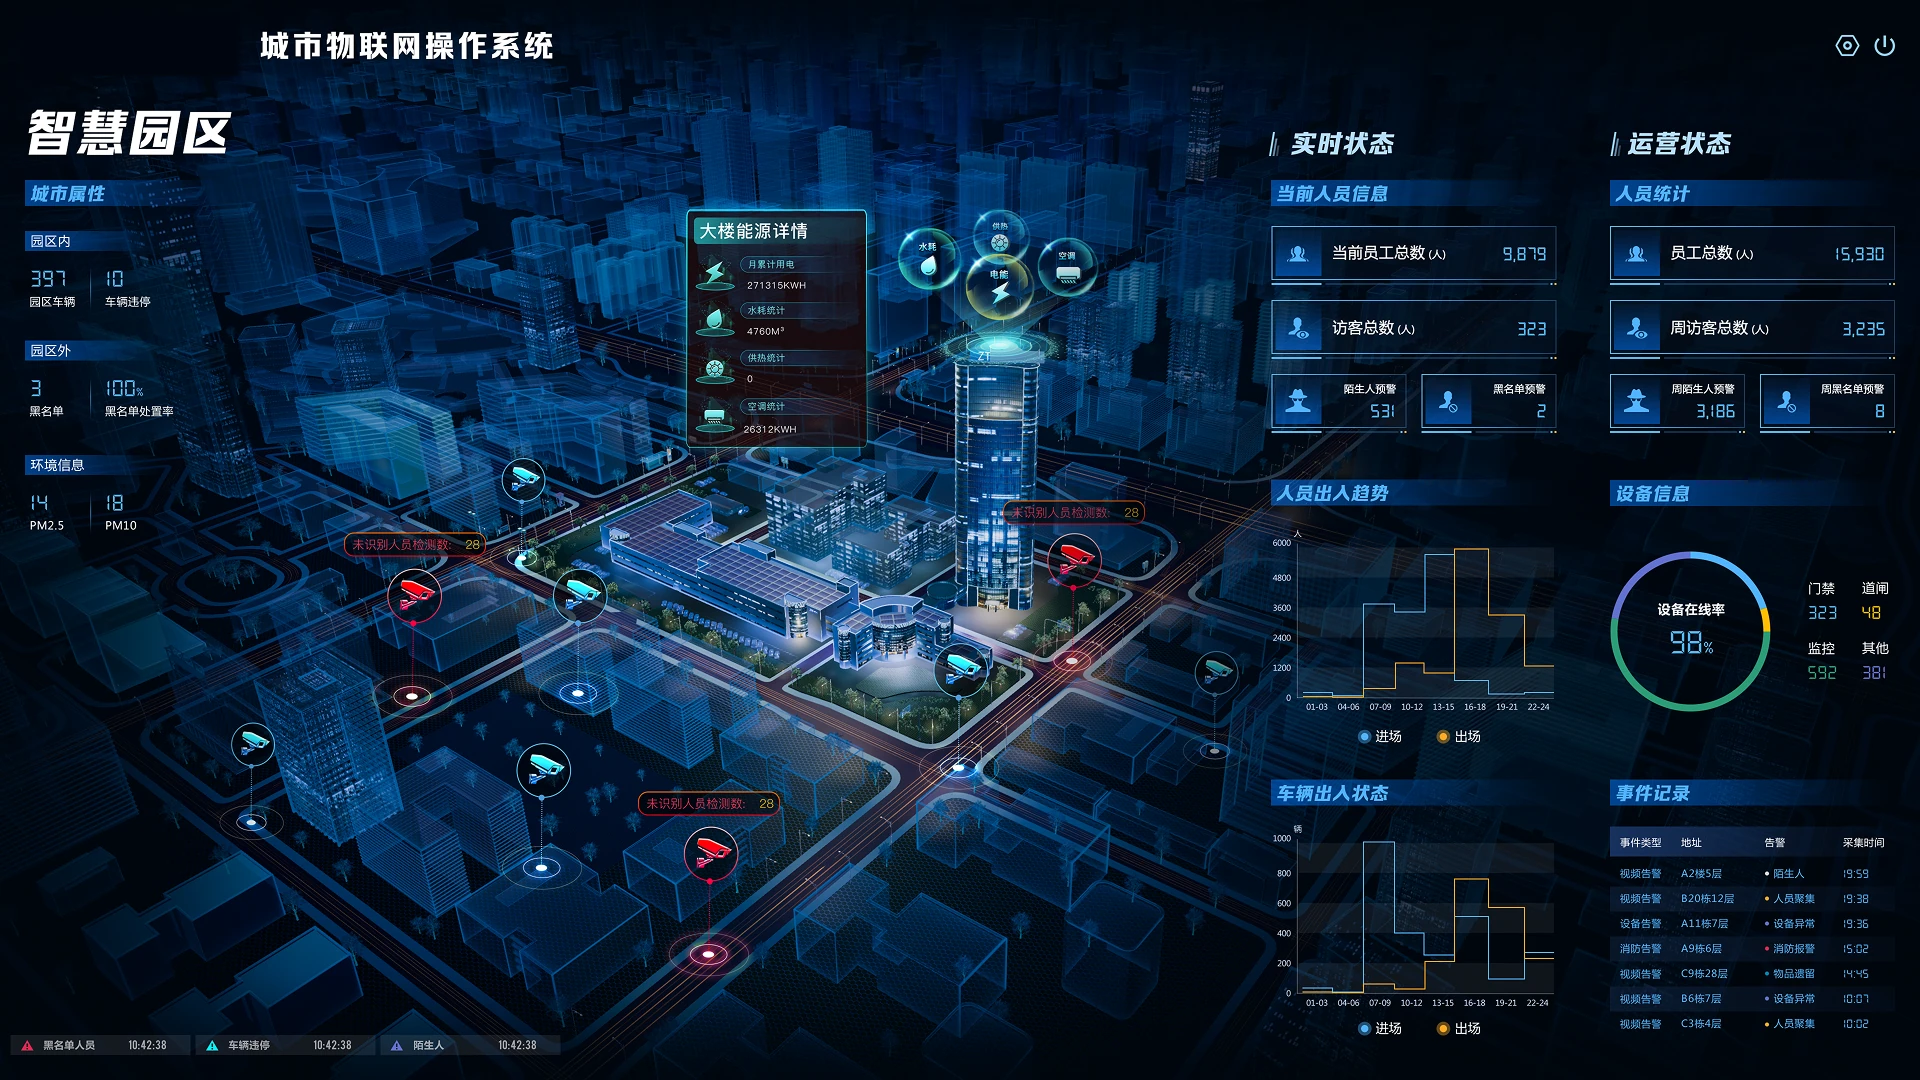 城市物联网操作系统
智慧园区
城市属性
园区内
397 10
园区车辆 车辆违停
园区外
3 100%
黑名单 黑名单处置率
环境信息
14 18
PM2.5 PM10
大楼能源详情
月累计用电
271315KWH
水耗统计
4760M³
供热统计
0
空调统计
26312KWH
水耗
供热
空调
电能
ZT
未识别人员检测数: 28
未识别人员检测数: 28
未识别人员检测数: 28
黑名单人员 10:42:38
车辆违停 10:42:38
陌生人 10:42:38
实时状态
当前人员信息
当前员工总数(人) 9,879
访客总数(人) 323
陌生人预警
531
黑名单预警
2
人员出入趋势
人
6000
4800
3600
2400
1200
0
01-03 04-06 07-09 10-12 13-15 16-18 19-21 22-24
进场 出场
车辆出入状态
辆
1000
800
600
400
200
0
01-03 04-06 07-09 10-12 13-15 16-18 19-21 22-24
进场 出场
运营状态
人员统计
员工总数(人) 15,930
周访客总数(人) 3,235
周陌生人预警
3,186
周黑名单预警
8
设备信息
设备在线率
98%
门禁 道闸
323 48
监控 其他
592 381
事件记录
事件类型 地址 告警 采集时间
视频告警 A2楼5层 陌生人 19:59
视频告警 B20栋12层 人员聚集 19:38
设备告警 A11栋7层 设备异常 19:36
消防告警 A9栋6层 消防报警 15:02
视频告警 C9栋28层 物品遗留 14:45
视频告警 B6栋7层 设备异常 10:07
视频告警 C3栋4层 人员聚集 10:02